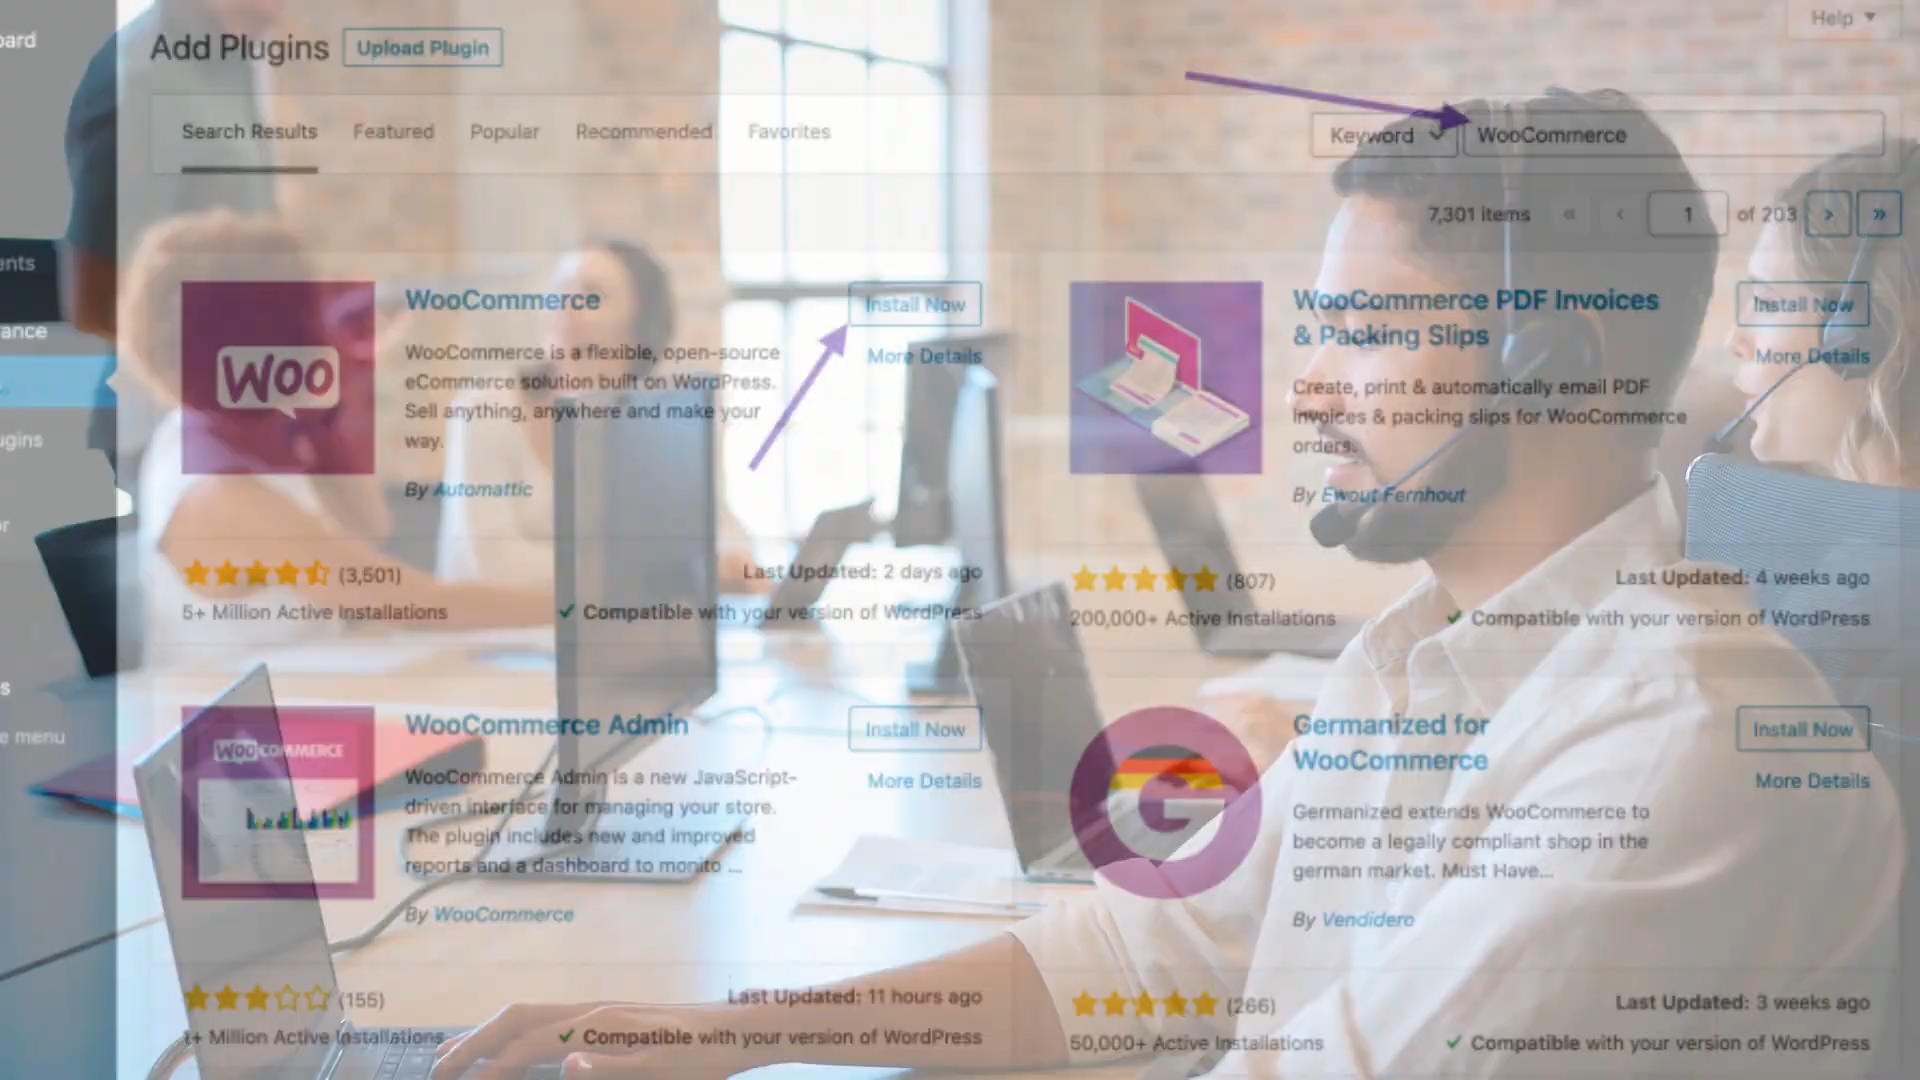 Help
Add Plugins
Upload Plugin
Search Results
Featured
Popular
Recommended
Favorites
Keyword
WooCommerce
7,301 items
«
‹
1
of 203
›
»
Woo
WooCommerce
Install Now
More Details
WooCommerce is a flexible, open-source
eCommerce solution built on WordPress.
Sell anything, anywhere and make your
way.
By Automattic
(3,501)
Last Updated: 2 days ago
5+ Million Active Installations
Compatible with your version of WordPress
WooCommerce PDF Invoices
& Packing Slips
Install Now
More Details
Create, print & automatically email PDF
invoices & packing slips for WooCommerce
orders.
By Ewout Fernhout
(807)
Last Updated: 4 weeks ago
200,000+ Active Installations
Compatible with your version of WordPress
WOO COMMERCE
WooCommerce Admin
Install Now
More Details
WooCommerce Admin is a new JavaScript-
driven interface for managing your store.
The plugin includes new and improved
reports and a dashboard to monito ...
By WooCommerce
(155)
Last Updated: 11 hours ago
1+ Million Active Installations
Compatible with your version of WordPress
G
Germanized for
WooCommerce
Install Now
More Details
Germanized extends WooCommerce to
become a legally compliant shop in the
german market. Must Have...
By Vendidero
(266)
Last Updated: 3 weeks ago
50,000+ Active Installations
Compatible with your version of WordPress
menu